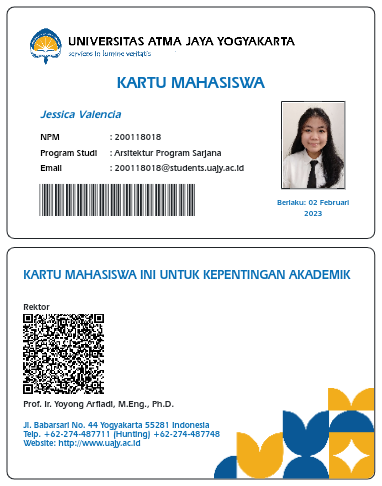 UNIVERSITAS ATMA JAYA YOGYAKARTA
serviens in lumine veritatis
KARTU MAHASISWA
Jessica Valencia
NPM : 200118018
Program Studi : Arsitektur Program Sarjana
Email : 200118018@students.uajy.ac.id
Berlaku: 02 Februari
2023
KARTU MAHASISWA INI UNTUK KEPENTINGAN AKADEMIK
Rektor
Prof. Ir. Yoyong Arfiadi, M.Eng., Ph.D.
Jl. Babarsari No. 44 Yogyakarta 55281 Indonesia
Telp. +62-274-487711 (Hunting) +62-274-487748
Website: http://www.uajy.ac.id